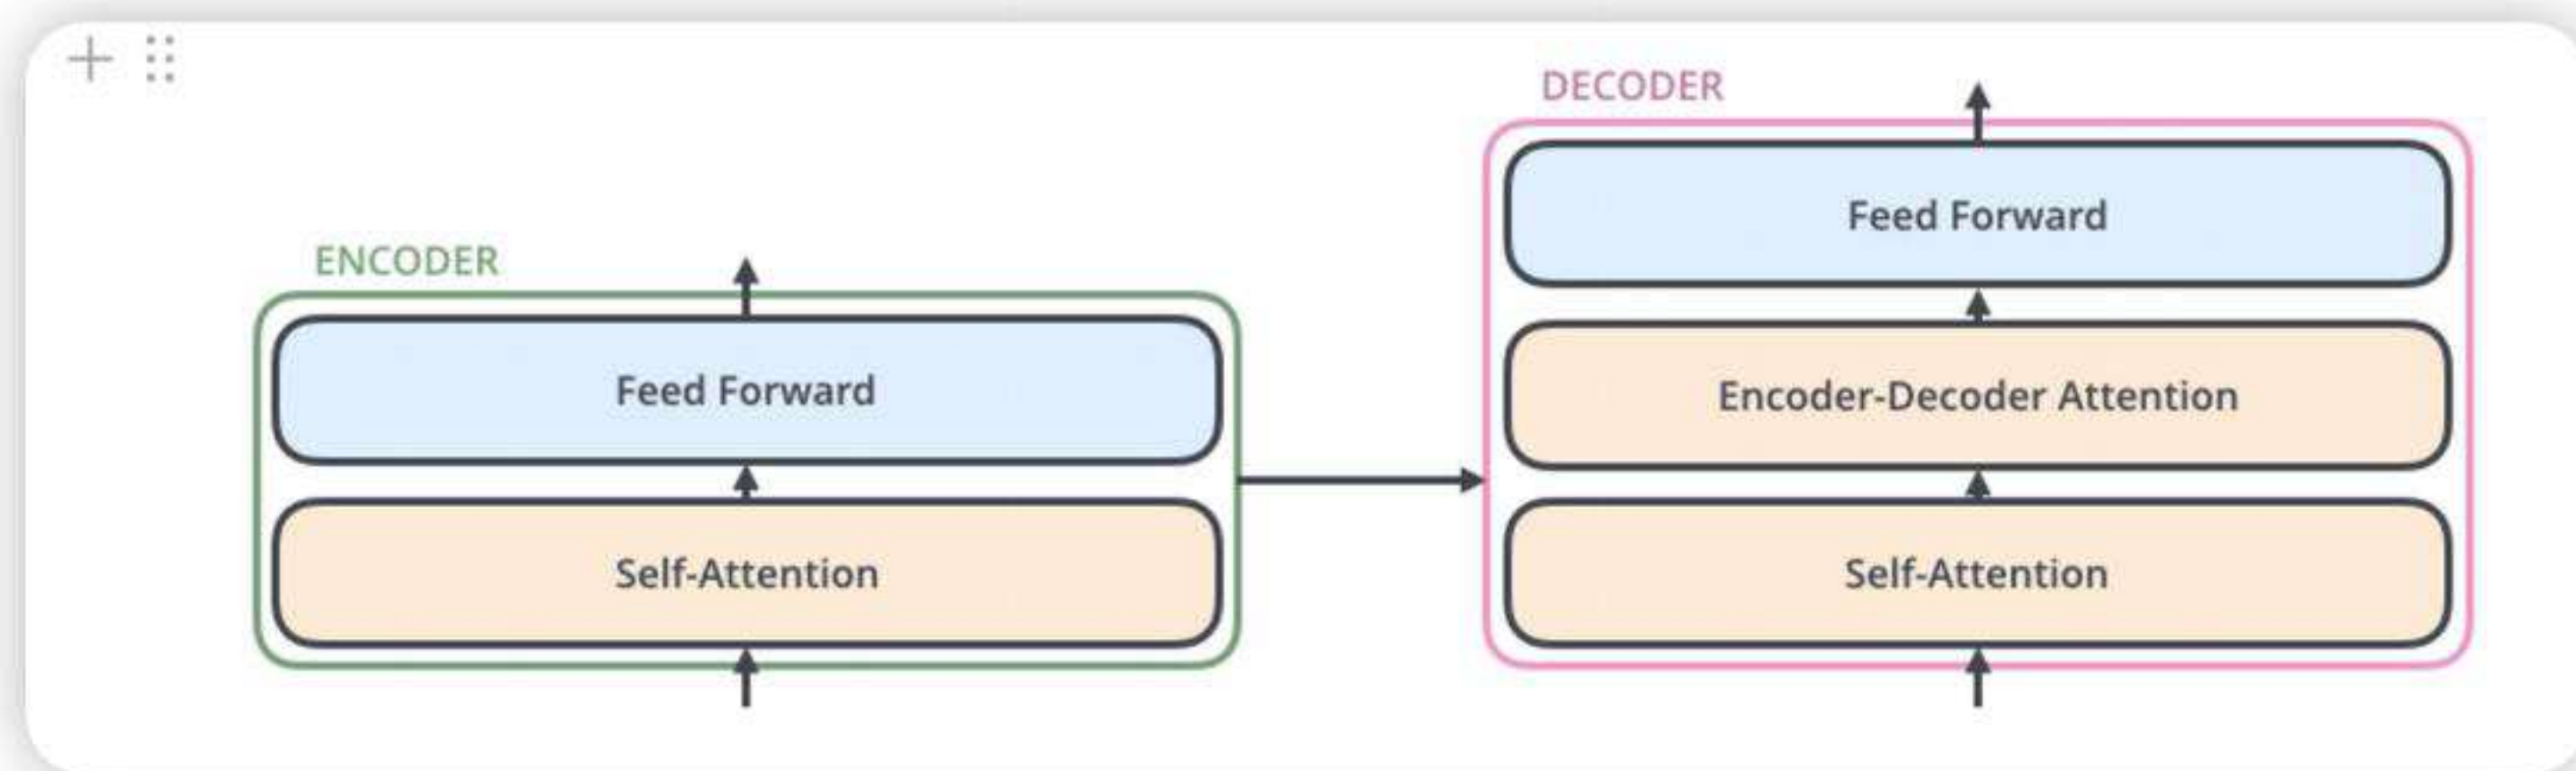 ENCODER
Feed Forward
Self-Attention
DECODER
Feed Forward
Encoder-Decoder Attention
Self-Attention